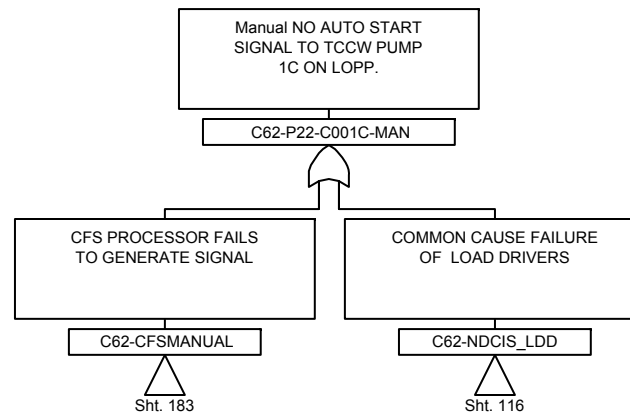 Manual NO AUTO START
SIGNAL TO TCCW PUMP
1C ON LOPP.
C62-P22-C001C-MAN
CFS PROCESSOR FAILS
TO GENERATE SIGNAL
COMMON CAUSE FAILURE
OF LOAD DRIVERS
C62-CFSMANUAL
C62-NDCIS_LDD
Sht. 183
Sht. 116